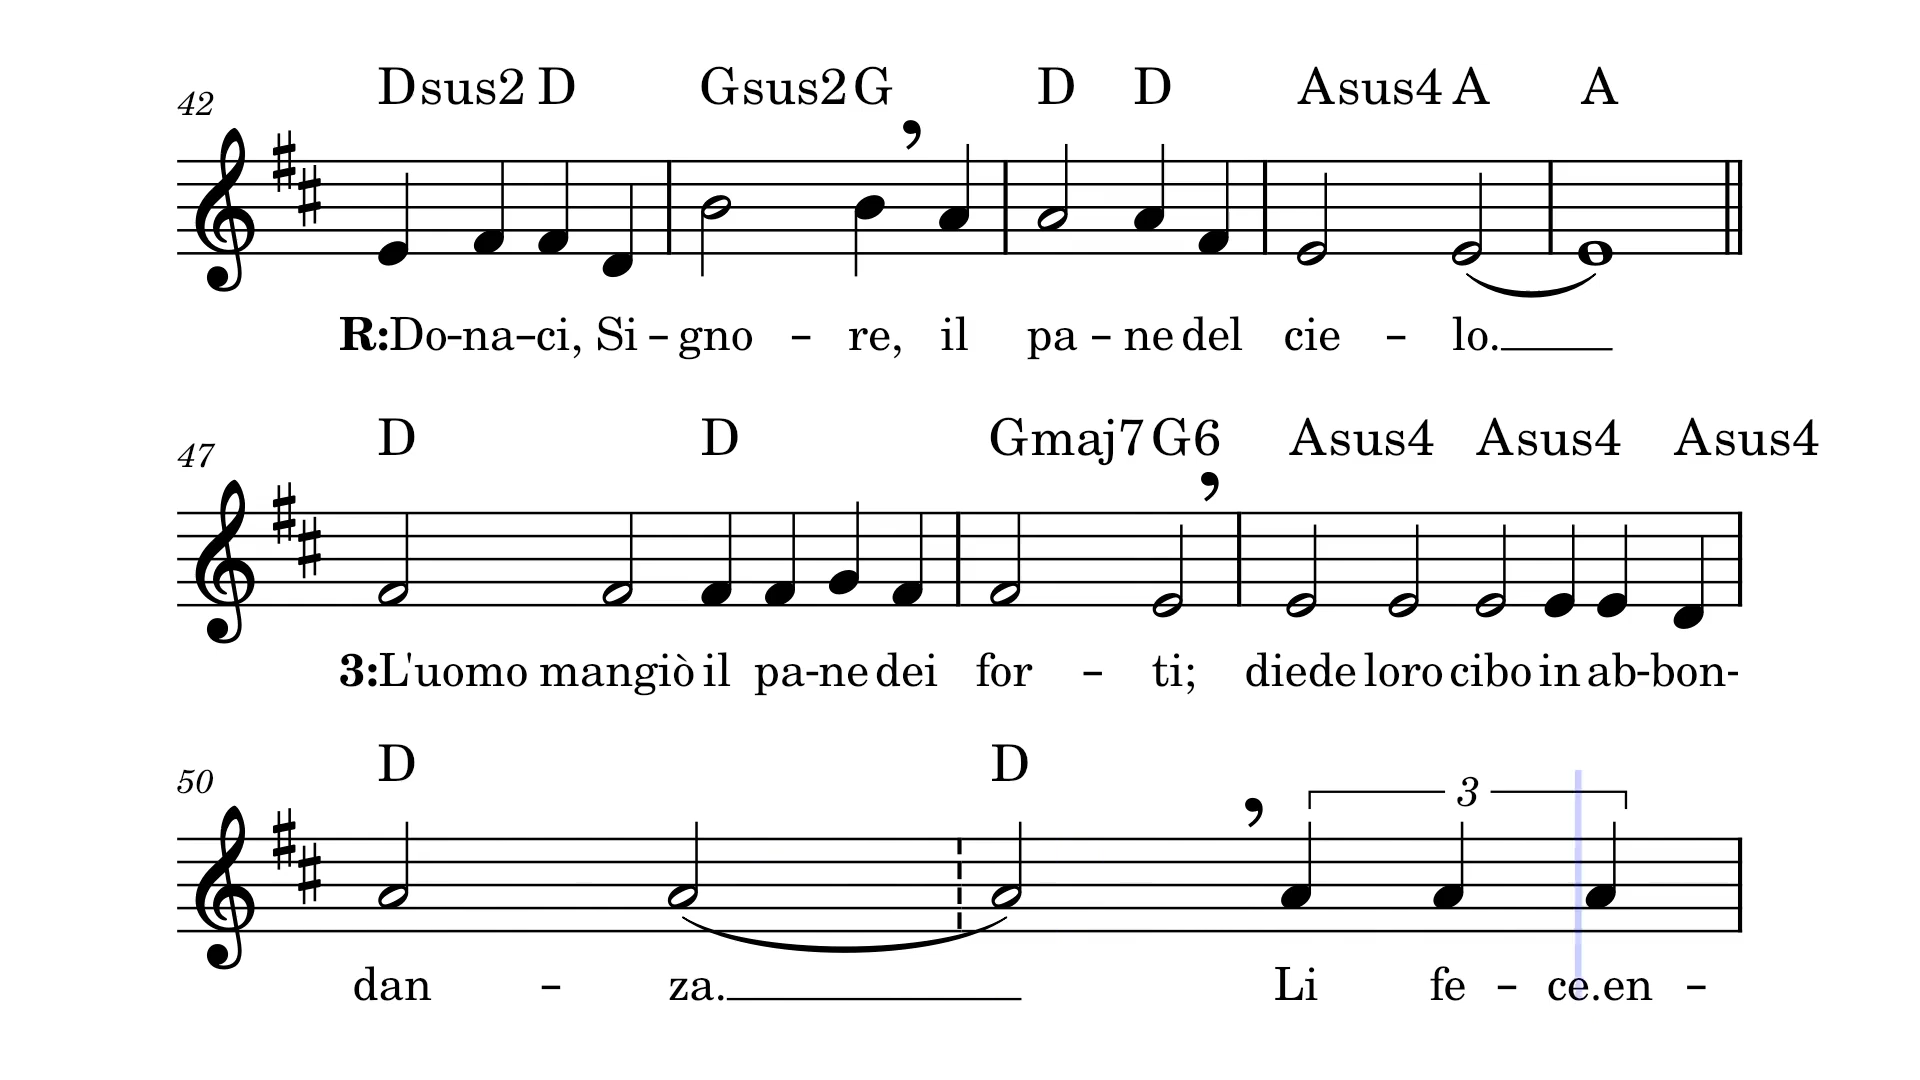 Dsus2 D Gsus2 G D D Asus4 A A
42
R:Do-na-ci, Si - gno - re, il pa - ne del cie - lo.
D D Gmaj7 G6 Asus4 Asus4 Asus4
47
3:L'uomo mangiò il pa-ne dei for - ti; diede loro cibo in ab-bon-
D D
50
3
dan - za. Li fe - ce.en -